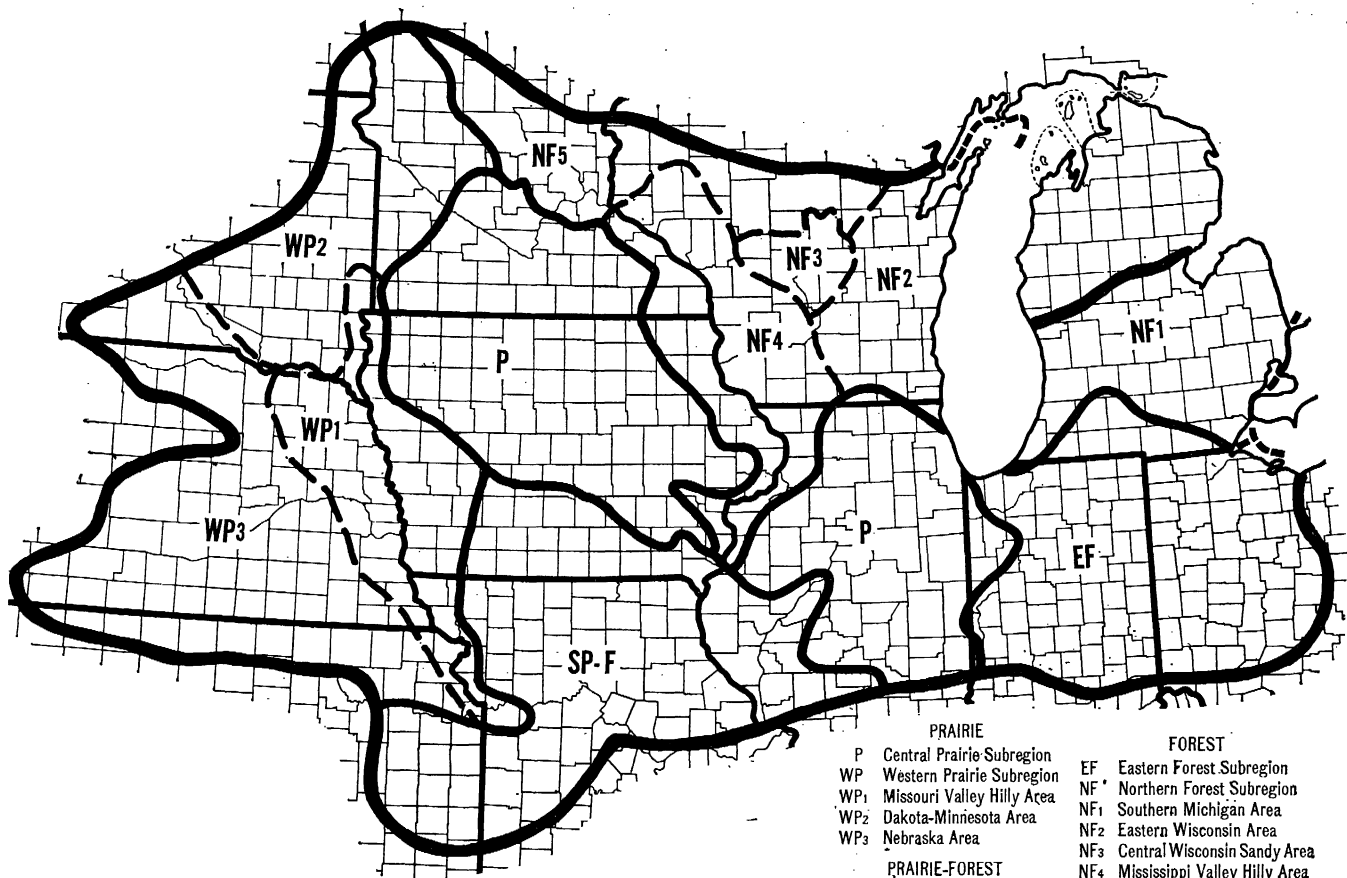 NF5
WP2
NF3
NF2
NF1
NF4
P
WP1
WP3
P
EF
SP-F
PRAIRIE
P Central Prairie Subregion
WP Western Prairie Subregion
WP1 Missouri Valley Hilly Area
WP2 Dakota-Minnesota Area
WP3 Nebraska Area
PRAIRIE-FOREST
FOREST
EF Eastern Forest Subregion
NF Northern Forest Subregion
NF1 Southern Michigan Area
NF2 Eastern Wisconsin Area
NF3 Central Wisconsin Sandy Area
NF4 Mississippi Valley Hilly Area